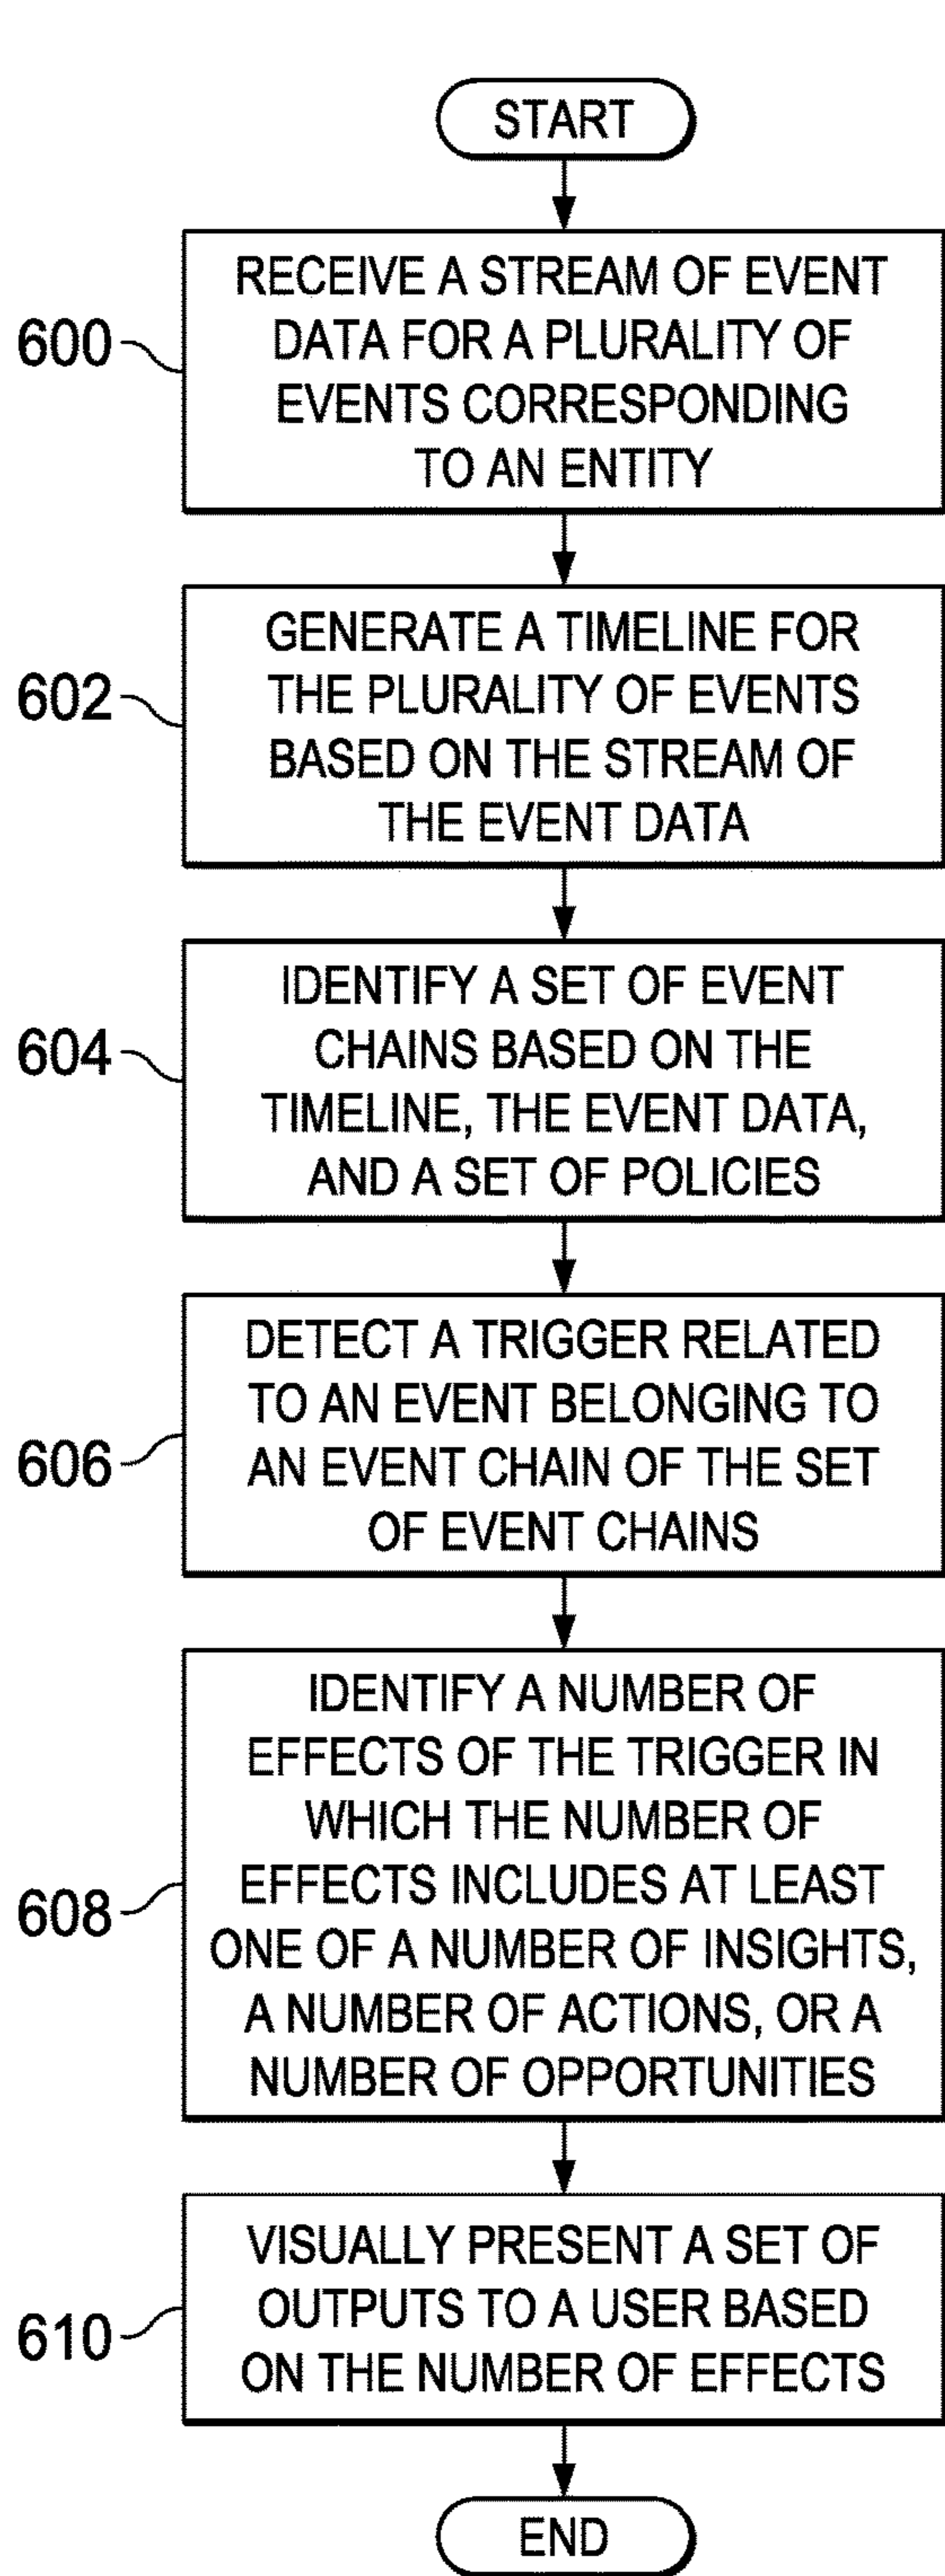 START
600
RECEIVE A STREAM OF EVENT
DATA FOR A PLURALITY OF
EVENTS CORRESPONDING
TO AN ENTITY
602
GENERATE A TIMELINE FOR
THE PLURALITY OF EVENTS
BASED ON THE STREAM OF
THE EVENT DATA
604
IDENTIFY A SET OF EVENT
CHAINS BASED ON THE
TIMELINE, THE EVENT DATA,
AND A SET OF POLICIES
606
DETECT A TRIGGER RELATED
TO AN EVENT BELONGING TO
AN EVENT CHAIN OF THE SET
OF EVENT CHAINS
608
IDENTIFY A NUMBER OF
EFFECTS OF THE TRIGGER IN
WHICH THE NUMBER OF
EFFECTS INCLUDES AT LEAST
ONE OF A NUMBER OF INSIGHTS,
A NUMBER OF ACTIONS, OR A
NUMBER OF OPPORTUNITIES
610
VISUALLY PRESENT A SET OF
OUTPUTS TO A USER BASED
ON THE NUMBER OF EFFECTS
END